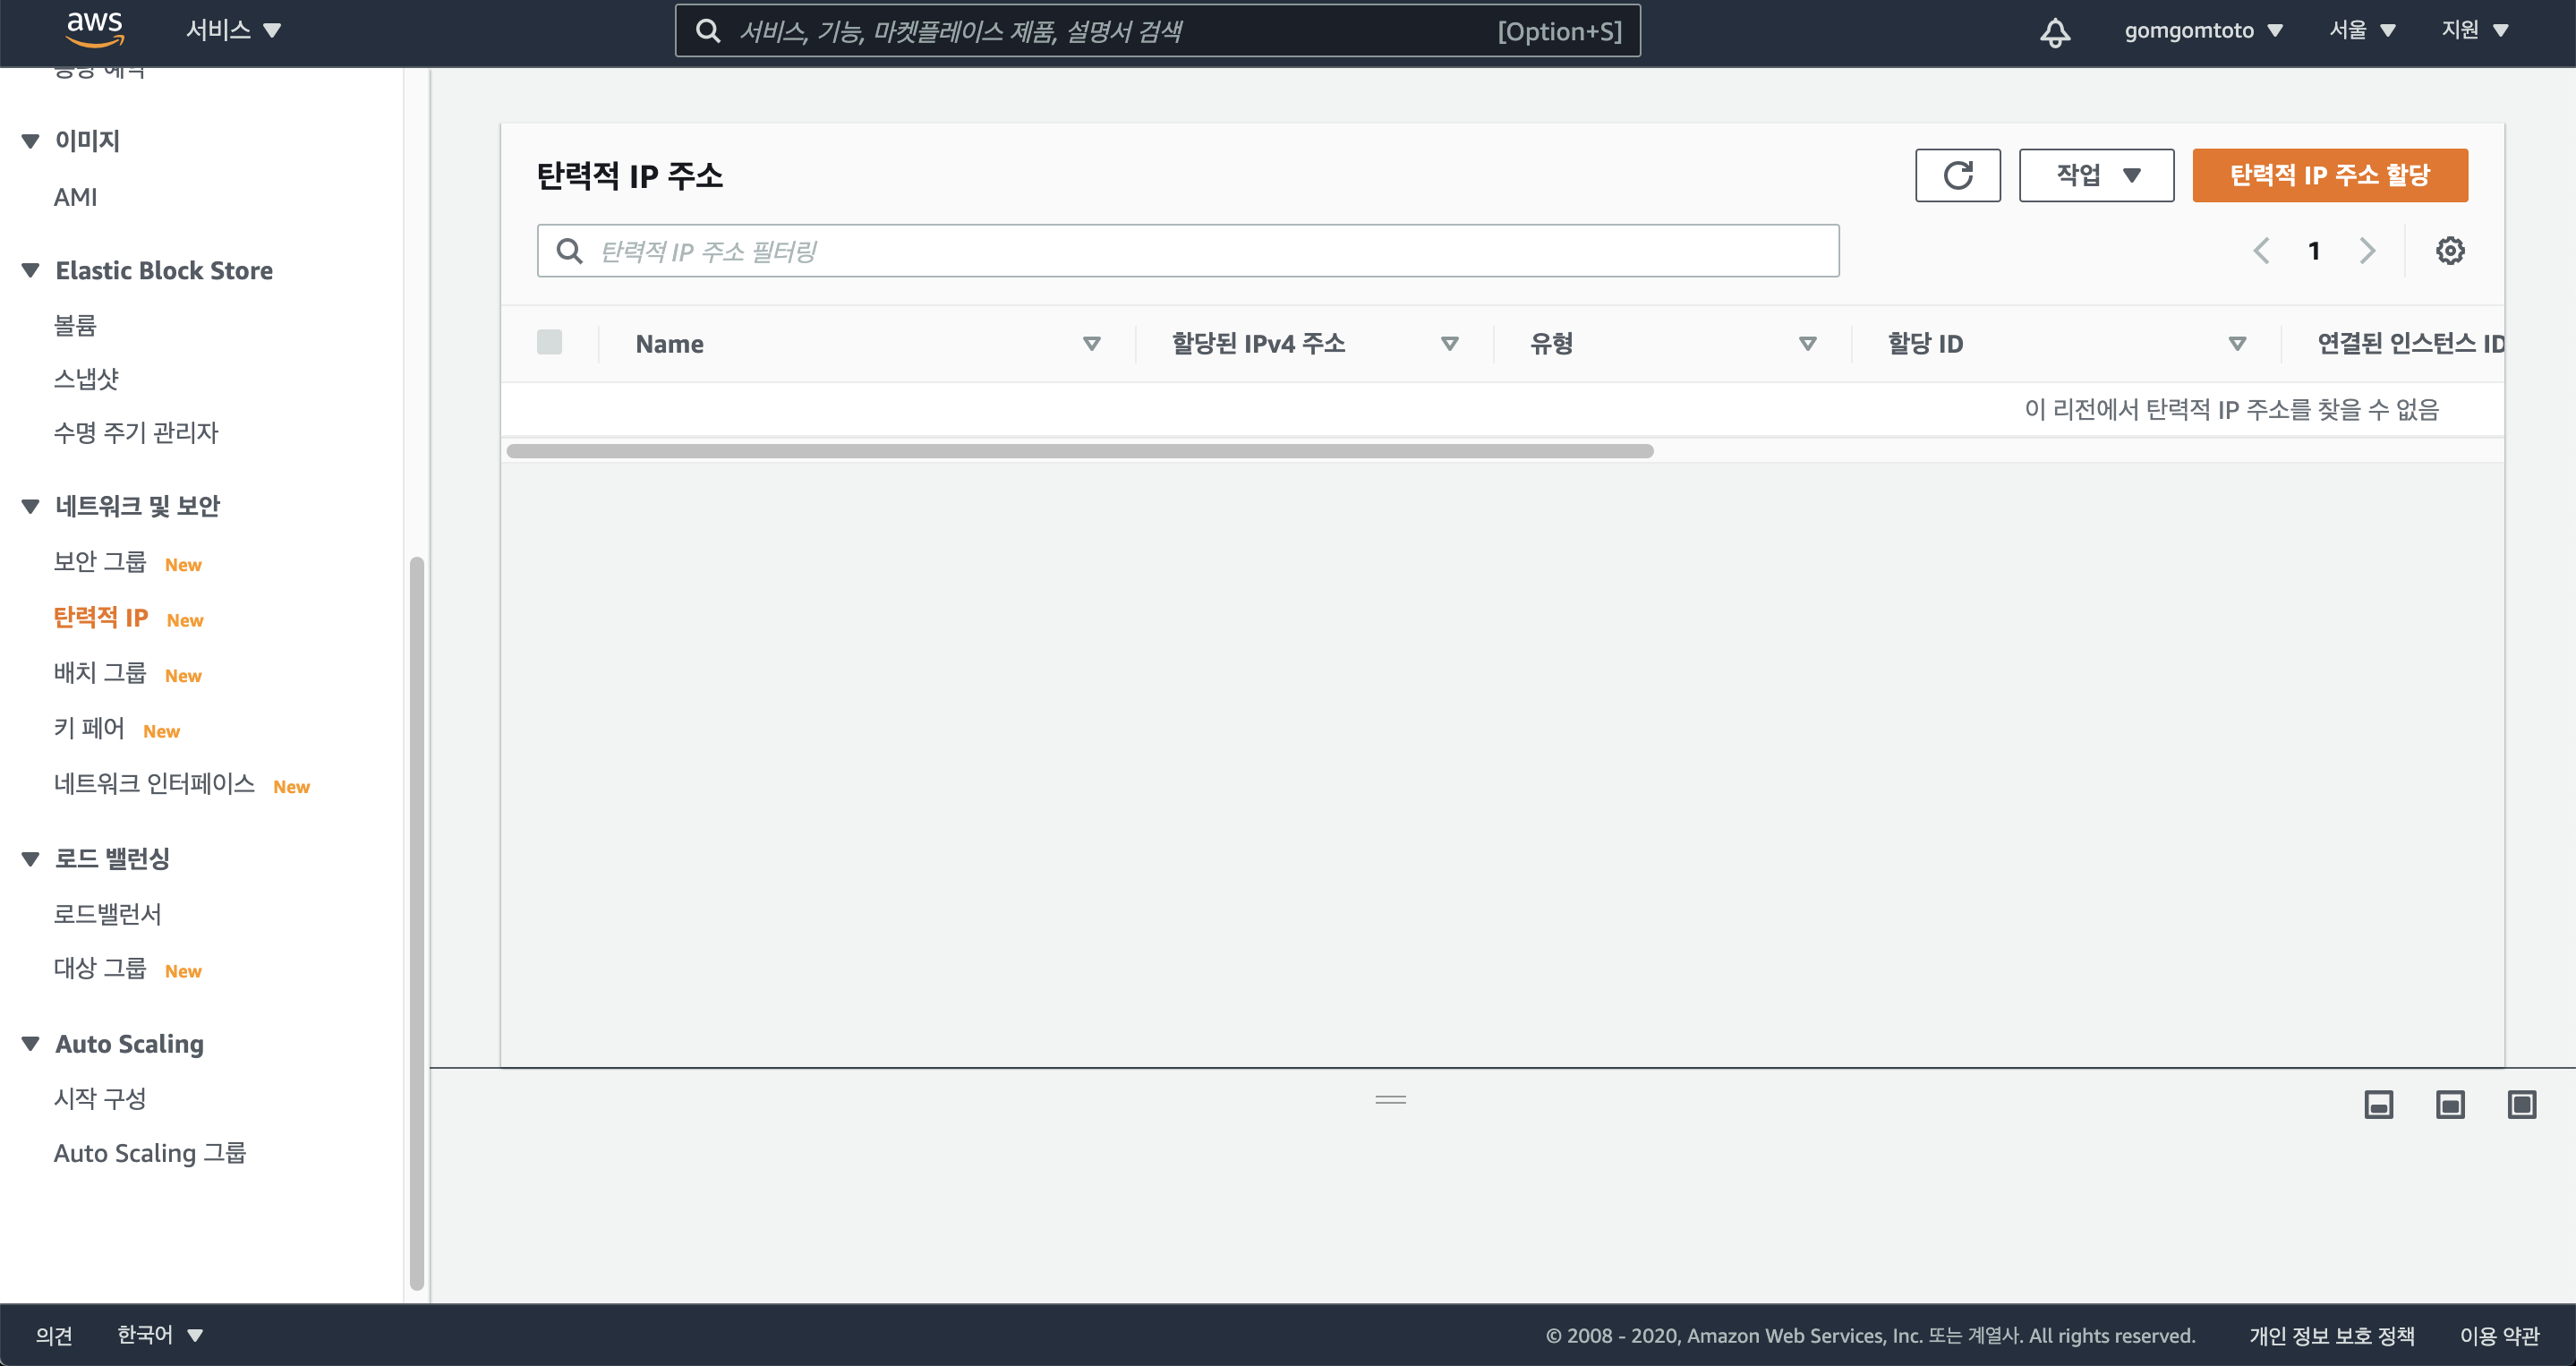 aws
서비스
서비스, 기능, 마켓플레이스 제품, 설명서 검색
[Option+S]
gomgomtoto
서울
지원
이미지
AMI
Elastic Block Store
볼륨
스냅샷
수명 주기 관리자
네트워크 및 보안
보안 그룹 New
탄력적 IP New
배치 그룹 New
키 페어 New
네트워크 인터페이스 New
로드 밸런싱
로드밸런서
대상 그룹 New
Auto Scaling
시작 구성
Auto Scaling 그룹
탄력적 IP 주소
작업
탄력적 IP 주소 할당
탄력적 IP 주소 필터링
1
Name
할당된 IPv4 주소
유형
할당 ID
연결된 인스턴스 ID
이 리전에서 탄력적 IP 주소를 찾을 수 없음
의견
한국어
© 2008 - 2020, Amazon Web Services, Inc. 또는 계열사. All rights reserved.
개인 정보 보호 정책
이용 약관